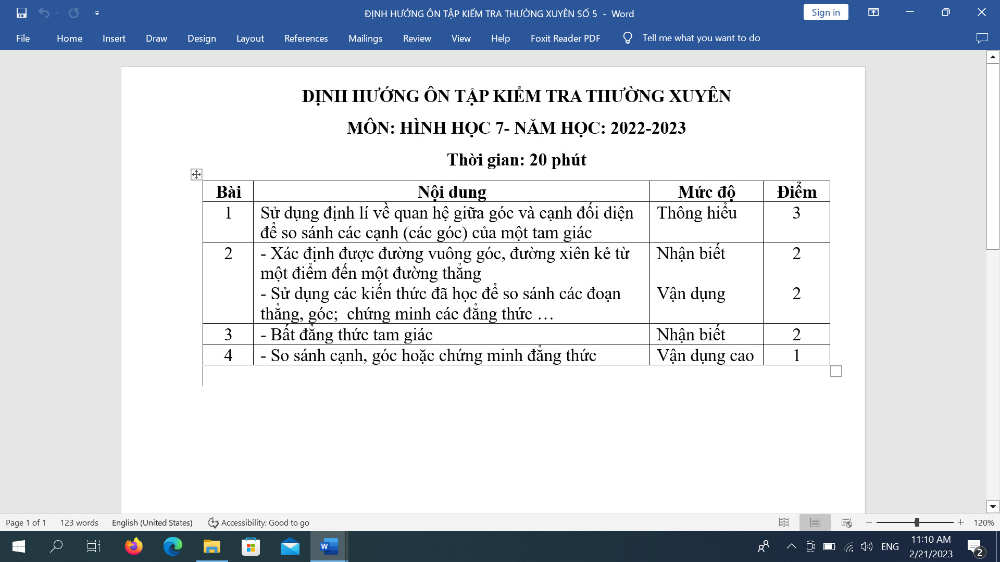 ĐỊNH HƯỚNG ÔN TẬP KIỂM TRA THƯỜNG XUYÊN SỐ 5 - Word
Sign in
File Home Insert Draw Design Layout References Mailings Review View Help Foxit Reader PDF Tell me what you want to do
ĐỊNH HƯỚNG ÔN TẬP KIỂM TRA THƯỜNG XUYÊN
MÔN: HÌNH HỌC 7- NĂM HỌC: 2022-2023
Thời gian: 20 phút
Bài Nội dung Mức độ Điểm
1 Sử dụng định lí về quan hệ giữa góc và cạnh đối diện Thông hiểu 3
để so sánh các cạnh (các góc) của một tam giác
2 - Xác định được đường vuông góc, đường xiên kẻ từ Nhận biết 2
một điểm đến một đường thẳng
- Sử dụng các kiến thức đã học để so sánh các đoạn Vận dụng 2
thẳng, góc;  chứng minh các đẳng thức …
3 - Bất đẳng thức tam giác Nhận biết 2
4 - So sánh cạnh, góc hoặc chứng minh đẳng thức Vận dụng cao 1
Page 1 of 1 123 words English (United States) Accessibility: Good to go 120%
W ENG 11:10 AM
2/21/2023 2